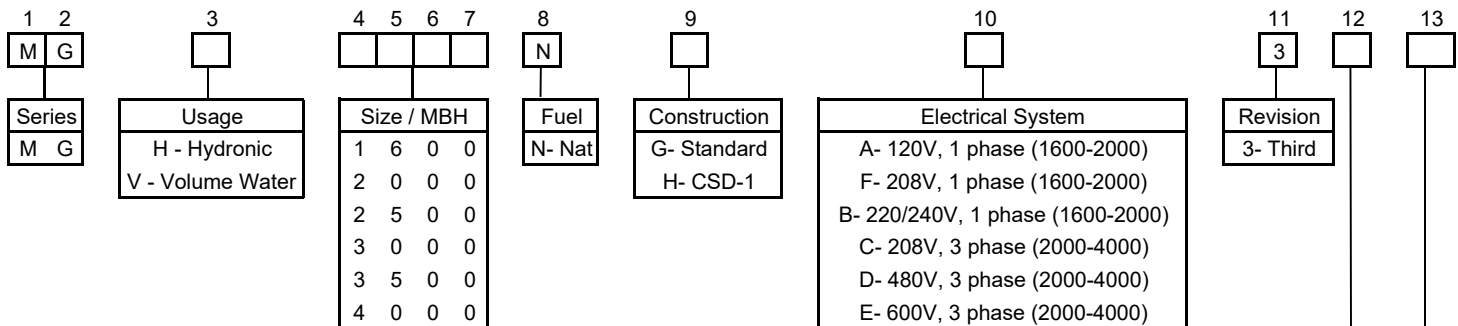 1 2 3 4 5 6 7 8 9 10 11 12 13
M G N 3
Series Usage Size / MBH Fuel Construction Electrical System Revision
M G H - Hydronic 1 6 0 0 N- Nat G- Standard A- 120V, 1 phase (1600-2000) 3- Third
V - Volume Water 2 0 0 0 H- CSD-1 F- 208V, 1 phase (1600-2000)
2 5 0 0 B- 220/240V, 1 phase (1600-2000)
3 0 0 0 C- 208V, 3 phase (2000-4000)
3 5 0 0 D- 480V, 3 phase (2000-4000)
4 0 0 0 E- 600V, 3 phase (2000-4000)